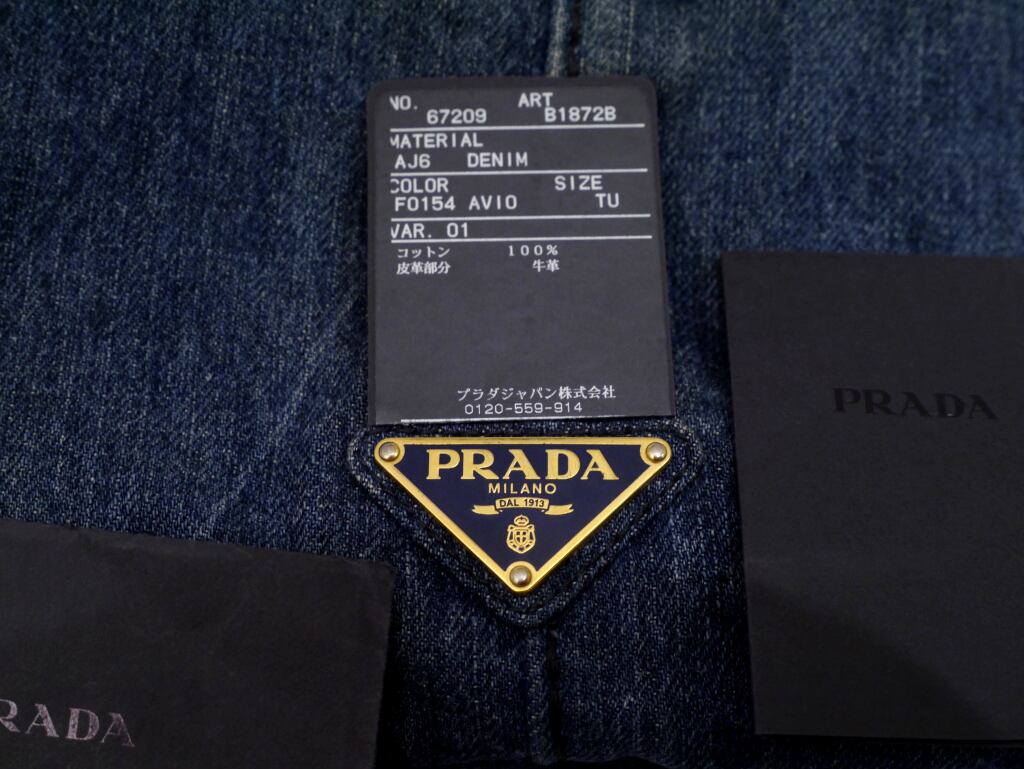 NO. ART
67209 B1872B
MATERIAL
AJ6 DENIM
COLOR SIZE
F0154 AVIO TU
VAR. 01
コットン 100%
皮革部分 牛革
プラダジャパン株式会社
0120-559-914
PRADA
MILANO
DAL 1913
PRADA
RADA